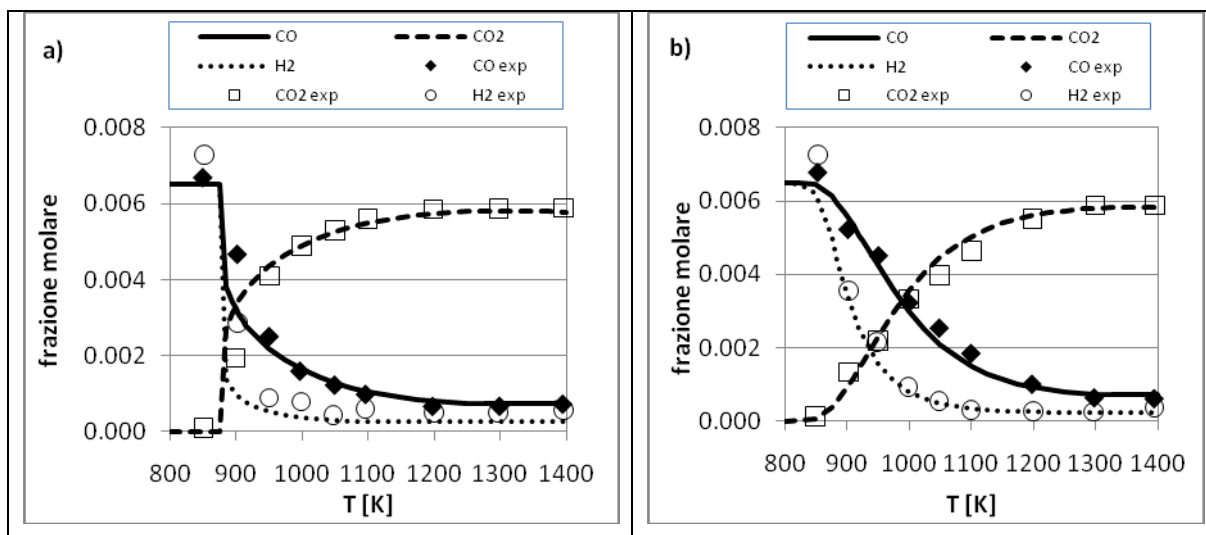 a)
CO CO2
H2 CO exp
CO2 exp H2 exp
0.008
0.006
0.004
0.002
0.000
frazione molare
800 900 1000 1100 1200 1300 1400
T [K]
b)
CO CO2
H2 CO exp
CO2 exp H2 exp
0.008
0.006
0.004
0.002
0.000
frazione molare
800 900 1000 1100 1200 1300 1400
T [K]